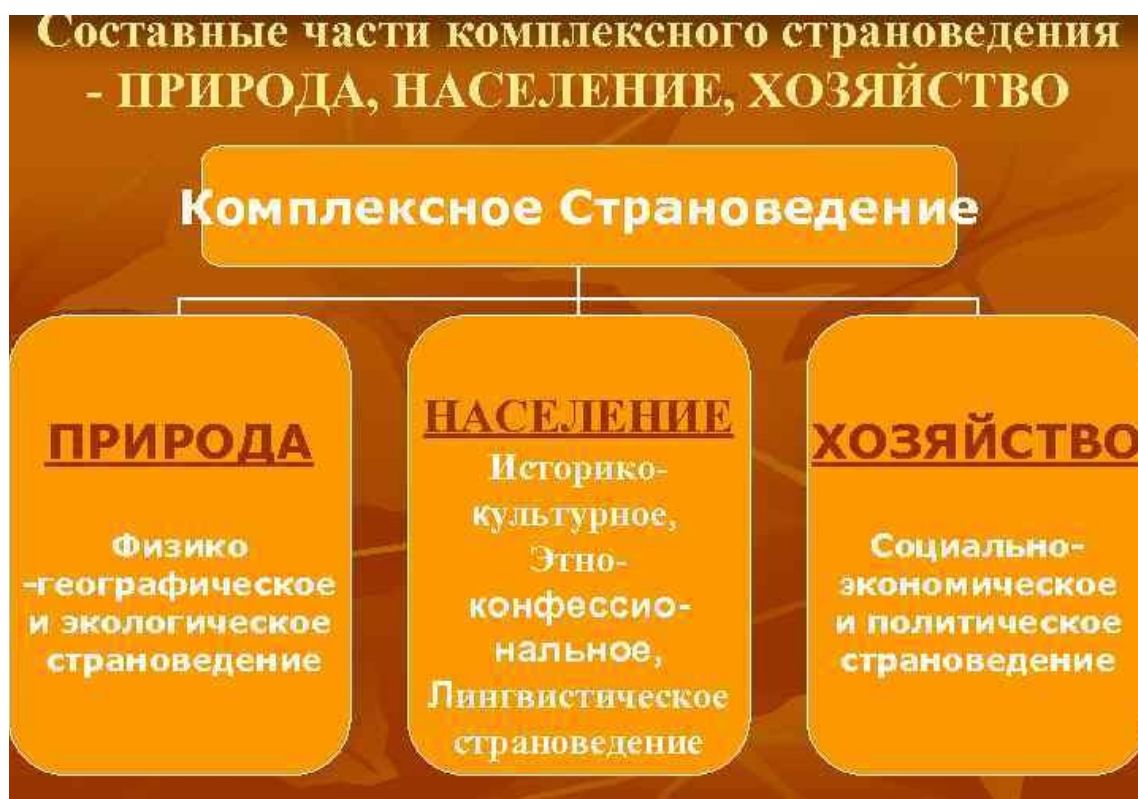 Составные части комплексного страноведения
- ПРИРОДА, НАСЕЛЕНИЕ, ХОЗЯЙСТВО
Комплексное Страноведение
ПРИРОДА
Физико
-географическое
и экологическое
страноведение
НАСЕЛЕНИЕ
Историко-
культурное,
Этно-
конфессио-
нальное,
Лингвистическое
страноведение
ХОЗЯЙСТВО
Социально-
экономическое
и политическое
страноведение